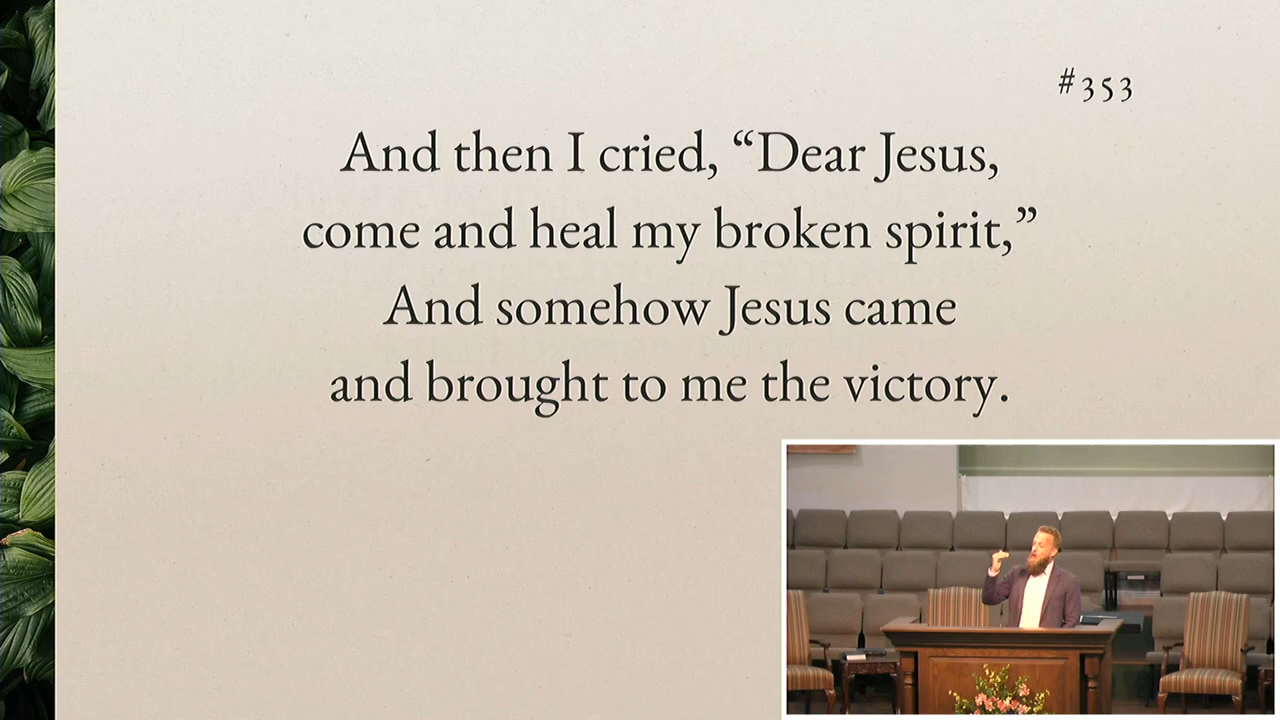 #353
And then I cried, “Dear Jesus,
come and heal my broken spirit,”
And somehow Jesus came
and brought to me the victory.